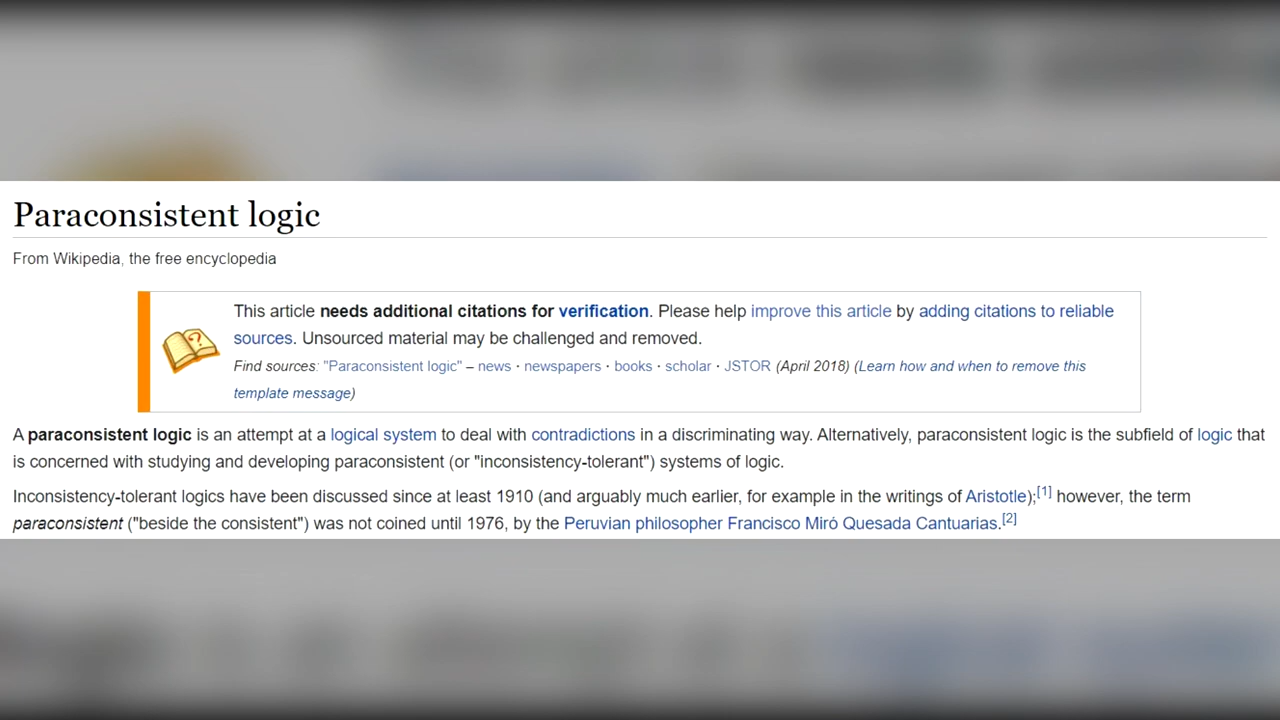 Paraconsistent logic
From Wikipedia, the free encyclopedia
This article needs additional citations for verification. Please help improve this article by adding citations to reliable
sources. Unsourced material may be challenged and removed.
Find sources: "Paraconsistent logic" – news · newspapers · books · scholar · JSTOR (April 2018) (Learn how and when to remove this
template message)
A paraconsistent logic is an attempt at a logical system to deal with contradictions in a discriminating way. Alternatively, paraconsistent logic is the subfield of logic that
is concerned with studying and developing paraconsistent (or "inconsistency-tolerant") systems of logic.
Inconsistency-tolerant logics have been discussed since at least 1910 (and arguably much earlier, for example in the writings of Aristotle);[1] however, the term
paraconsistent ("beside the consistent") was not coined until 1976, by the Peruvian philosopher Francisco Miró Quesada Cantuarias.[2]